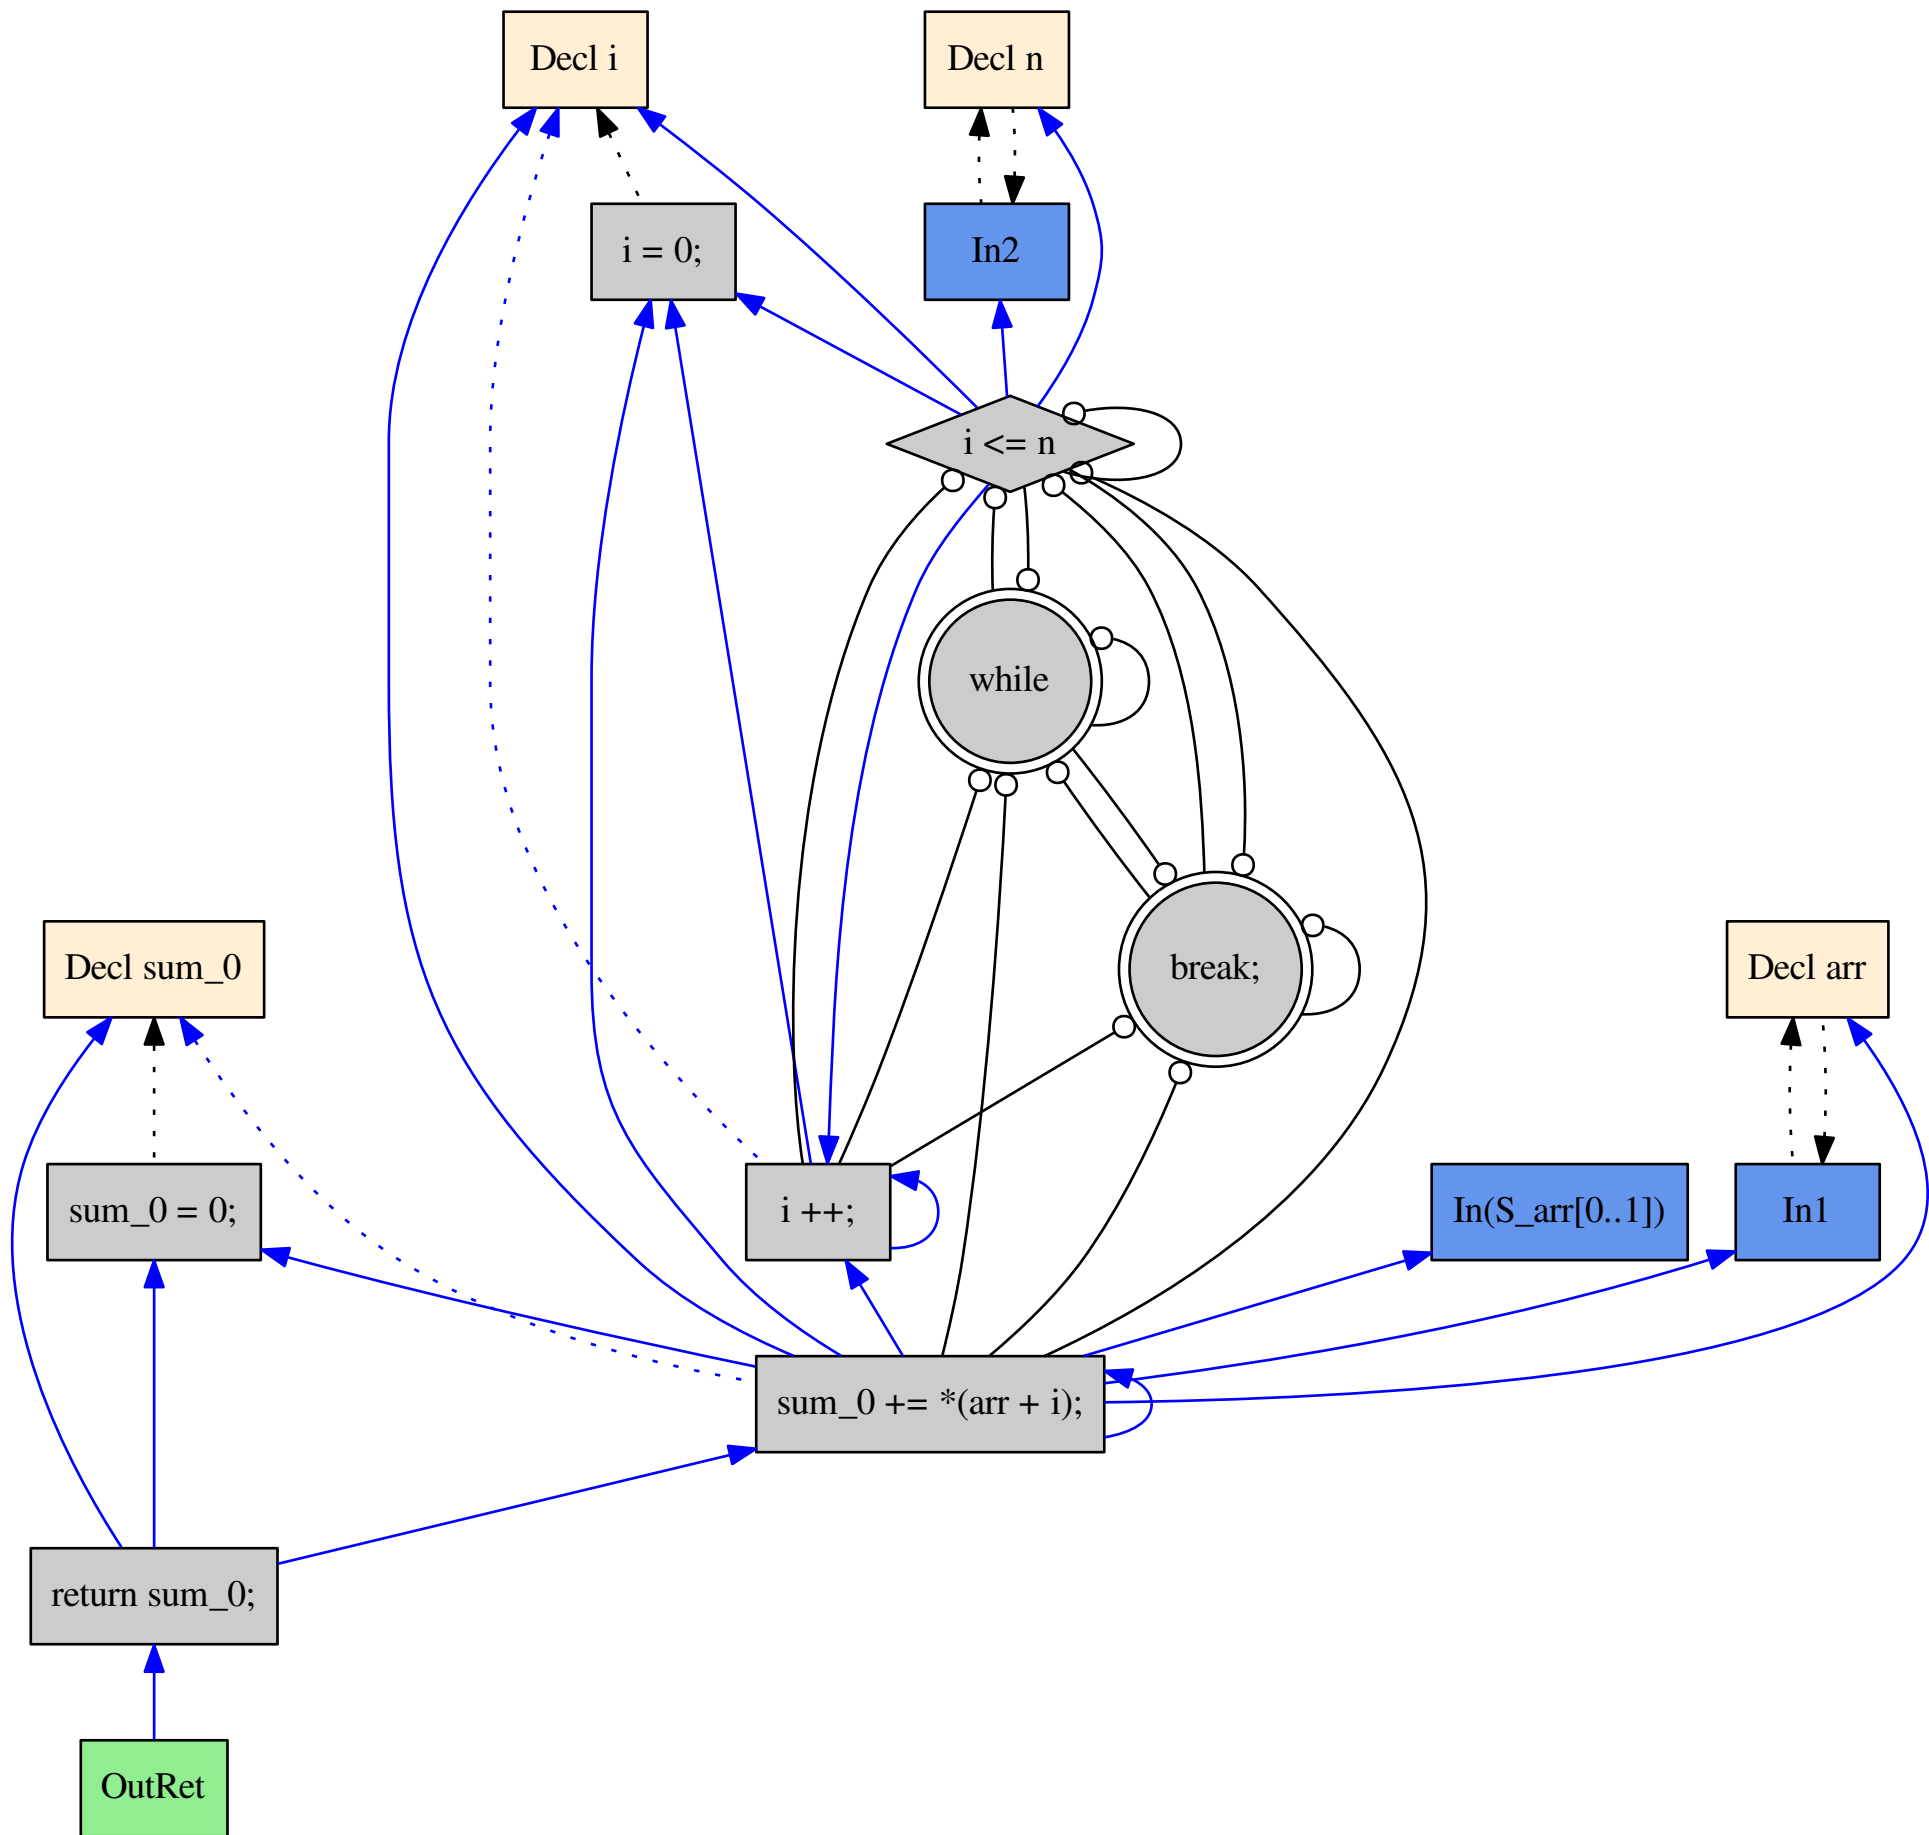 Decl i
Decl n
i = 0;
In2
i <= n
while
Decl sum_0
break;
Decl arr
sum_0 = 0;
i ++;
In(S_arr[0..1])
In1
sum_0 += *(arr + i);
return sum_0;
OutRet